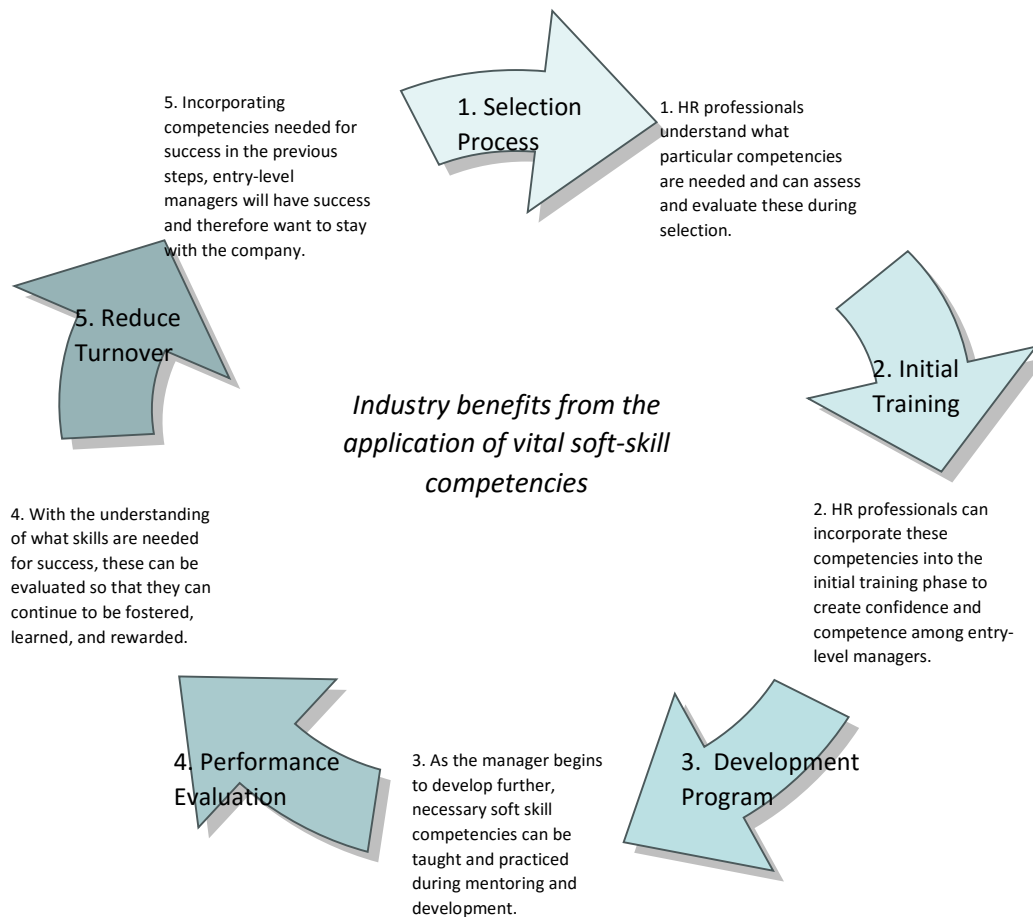 1. Selection
Process
1. HR professionals
understand what
particular competencies
are needed and can assess
and evaluate these during
selection.
2. Initial
Training
2. HR professionals can
incorporate these
competencies into the
initial training phase to
create confidence and
competence among entry-
level managers.
3. Development
Program
3. As the manager begins
to develop further,
necessary soft skill
competencies can be
taught and practiced
during mentoring and
development.
4. Performance
Evaluation
4. With the understanding
of what skills are needed
for success, these can be
evaluated so that they can
continue to be fostered,
learned, and rewarded.
5. Reduce
Turnover
5. Incorporating
competencies needed for
success in the previous
steps, entry-level
managers will have success
and therefore want to stay
with the company.
Industry benefits from the
application of vital soft-skill
competencies